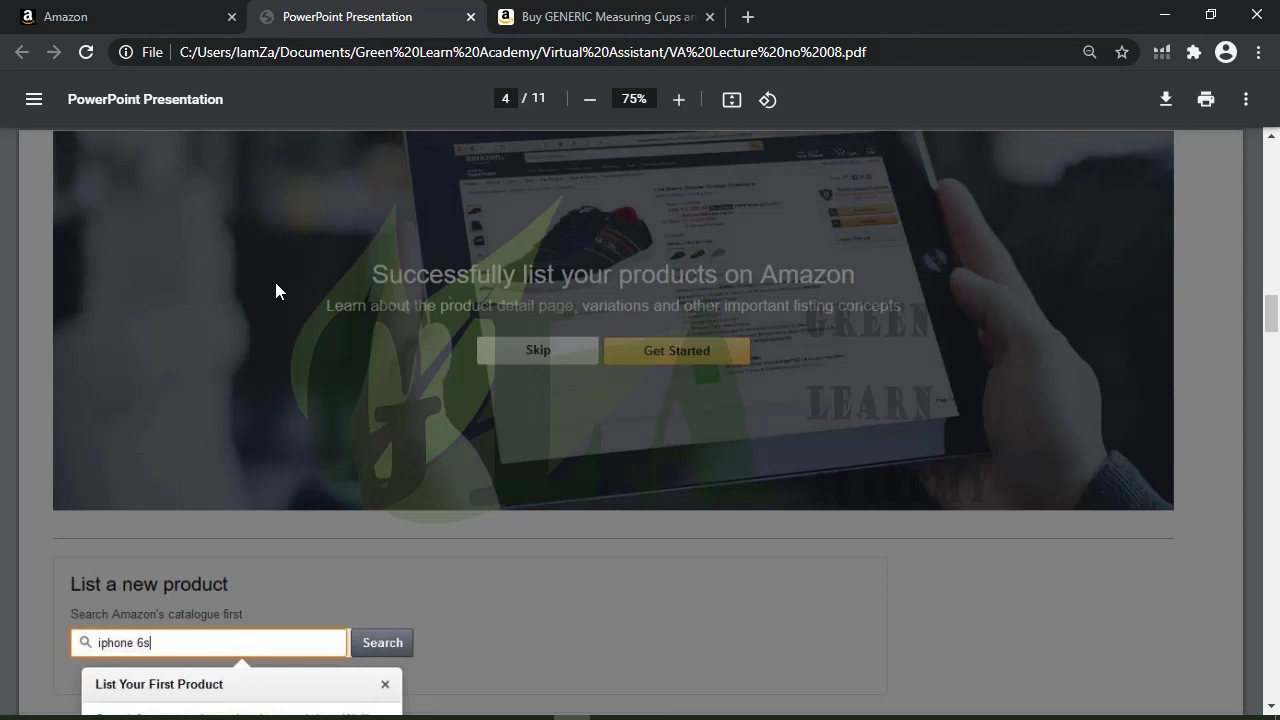 Amazon
PowerPoint Presentation
Buy GENERIC Measuring Cups an
File
C:/Users/IamZa/Documents/Green%20Learn%20Academy/Virtual%20Assistant/VA%20Lecture%20no%2008.pdf
PowerPoint Presentation
4 / 11
75%
Successfully list your products on Amazon
Learn about the product detail page, variations and other important listing concepts
GREEN
Skip
Get Started
LEARN
ACADEMY
List a new product
Search Amazon's catalogue first
iphone 6s
Search
List Your First Product